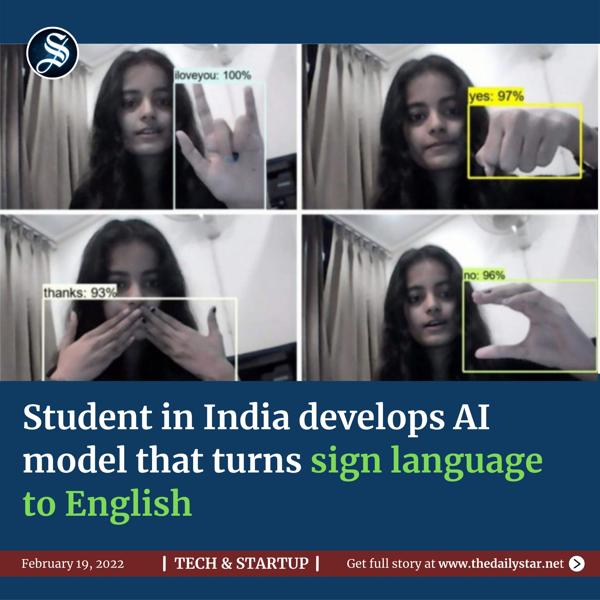 S
iloveyou: 100%
yes: 97%
thanks: 93%
no: 96%
Student in India develops AI
model that turns sign language
to English
February 19, 2022 | TECH & STARTUP | Get full story at www.thedailystar.net